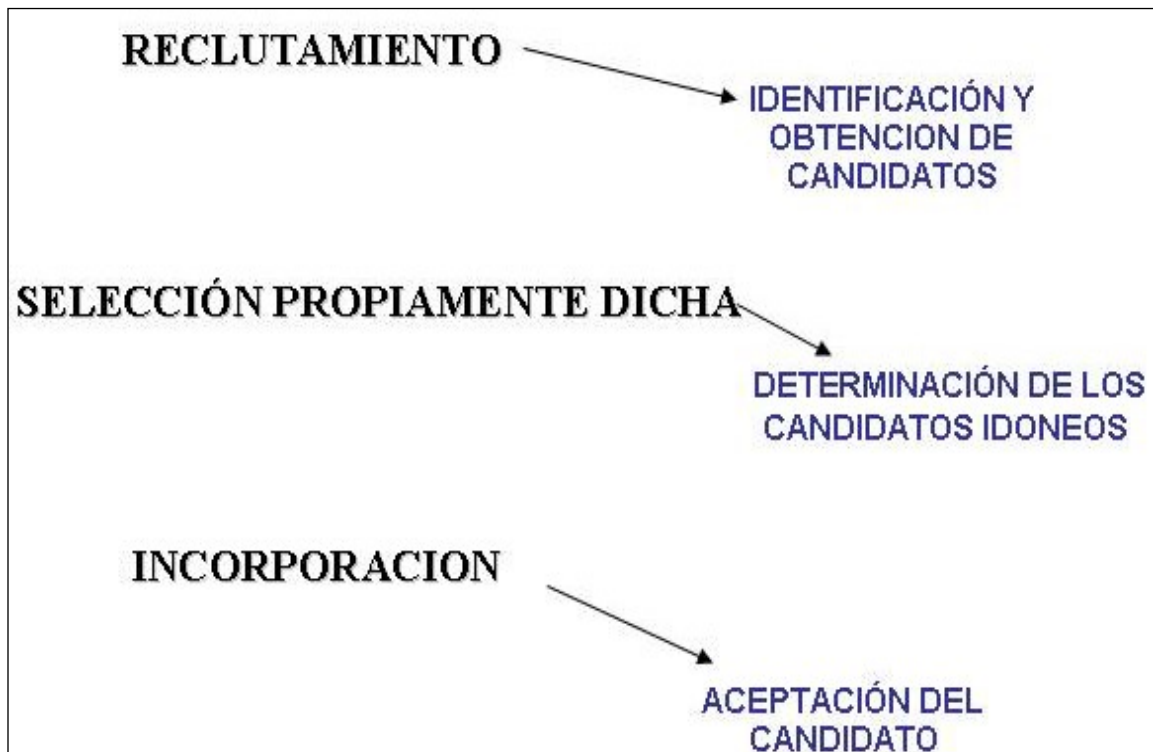 RECLUTAMIENTO
IDENTIFICACIÓN Y
OBTENCION DE
CANDIDATOS
SELECCIÓN PROPIAMENTE DICHA
DETERMINACIÓN DE LOS
CANDIDATOS IDONEOS
INCORPORACION
ACEPTACIÓN DEL
CANDIDATO